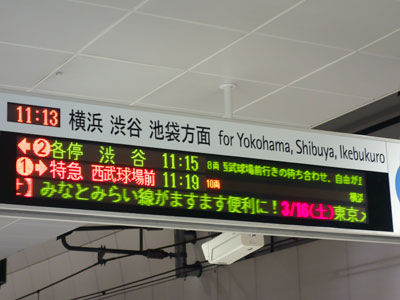 11:13 横浜 渋谷 池袋方面 for Yokohama, Shibuya, Ikebukuro
←② 各停 渋谷 11:15 8両
①→ 特急 西武球場前 11:19 10両
みなとみらい線がますます便利に！3/16(土)東京